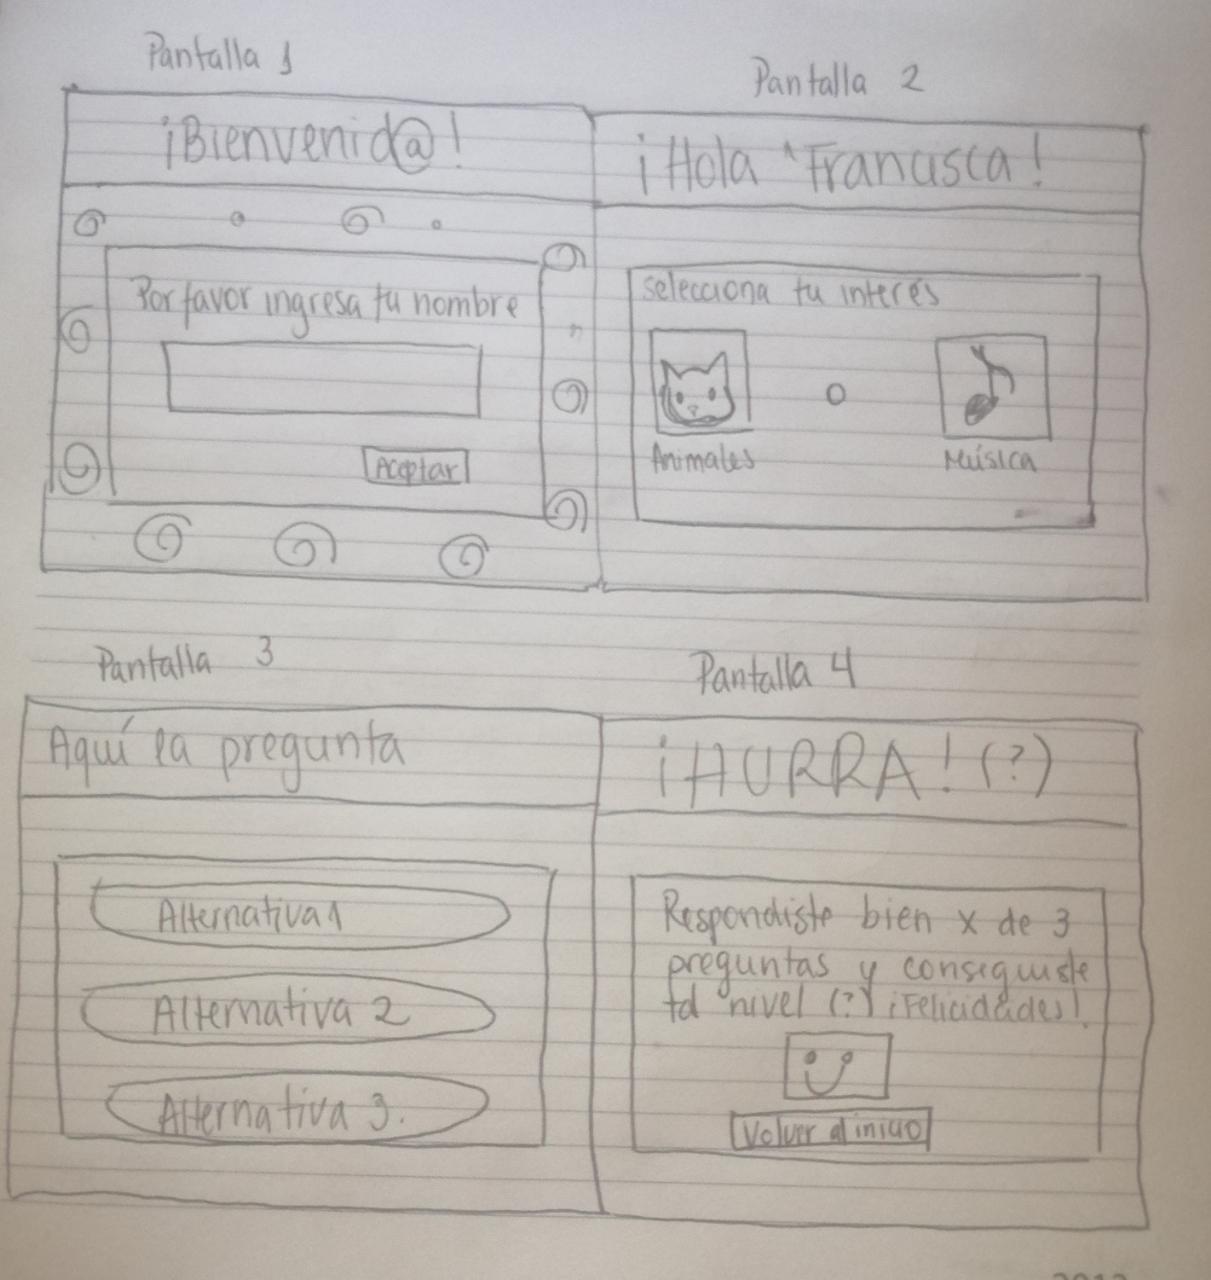 Pantalla 1
¡Bienvenid@!
Por favor ingresa tu nombre
Aceptar
Pantalla 2
¡Hola "Francisca!
selecciona tu interés
o
Animales
Música
Pantalla 3
Aquí la pregunta
Alternativa 1
Alternativa 2
Alternativa 3.
Pantalla 4
¡HURRA! (?)
Respondiste bien x de 3
preguntas y conseguiste
nivel (?) ¡Felicidades!
Volver al inicio